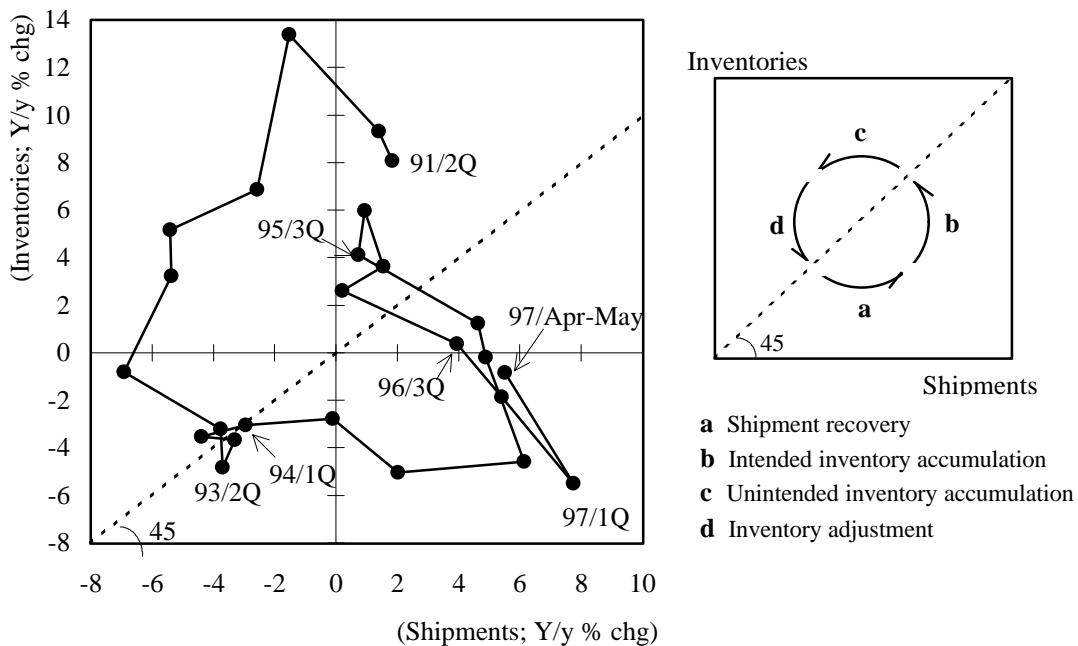 (Inventories; Y/y % chg)
14
12
10
8
6
4
2
0
-2
-4
-6
-8
91/2Q
95/3Q
97/Apr-May
96/3Q
94/1Q
93/2Q
97/1Q
45
-8
-6
-4
-2
0
2
4
6
8
10
(Shipments; Y/y % chg)
Inventories
c
d
b
a
45
Shipments
a Shipment recovery
b Intended inventory accumulation
c Unintended inventory accumulation
d Inventory adjustment